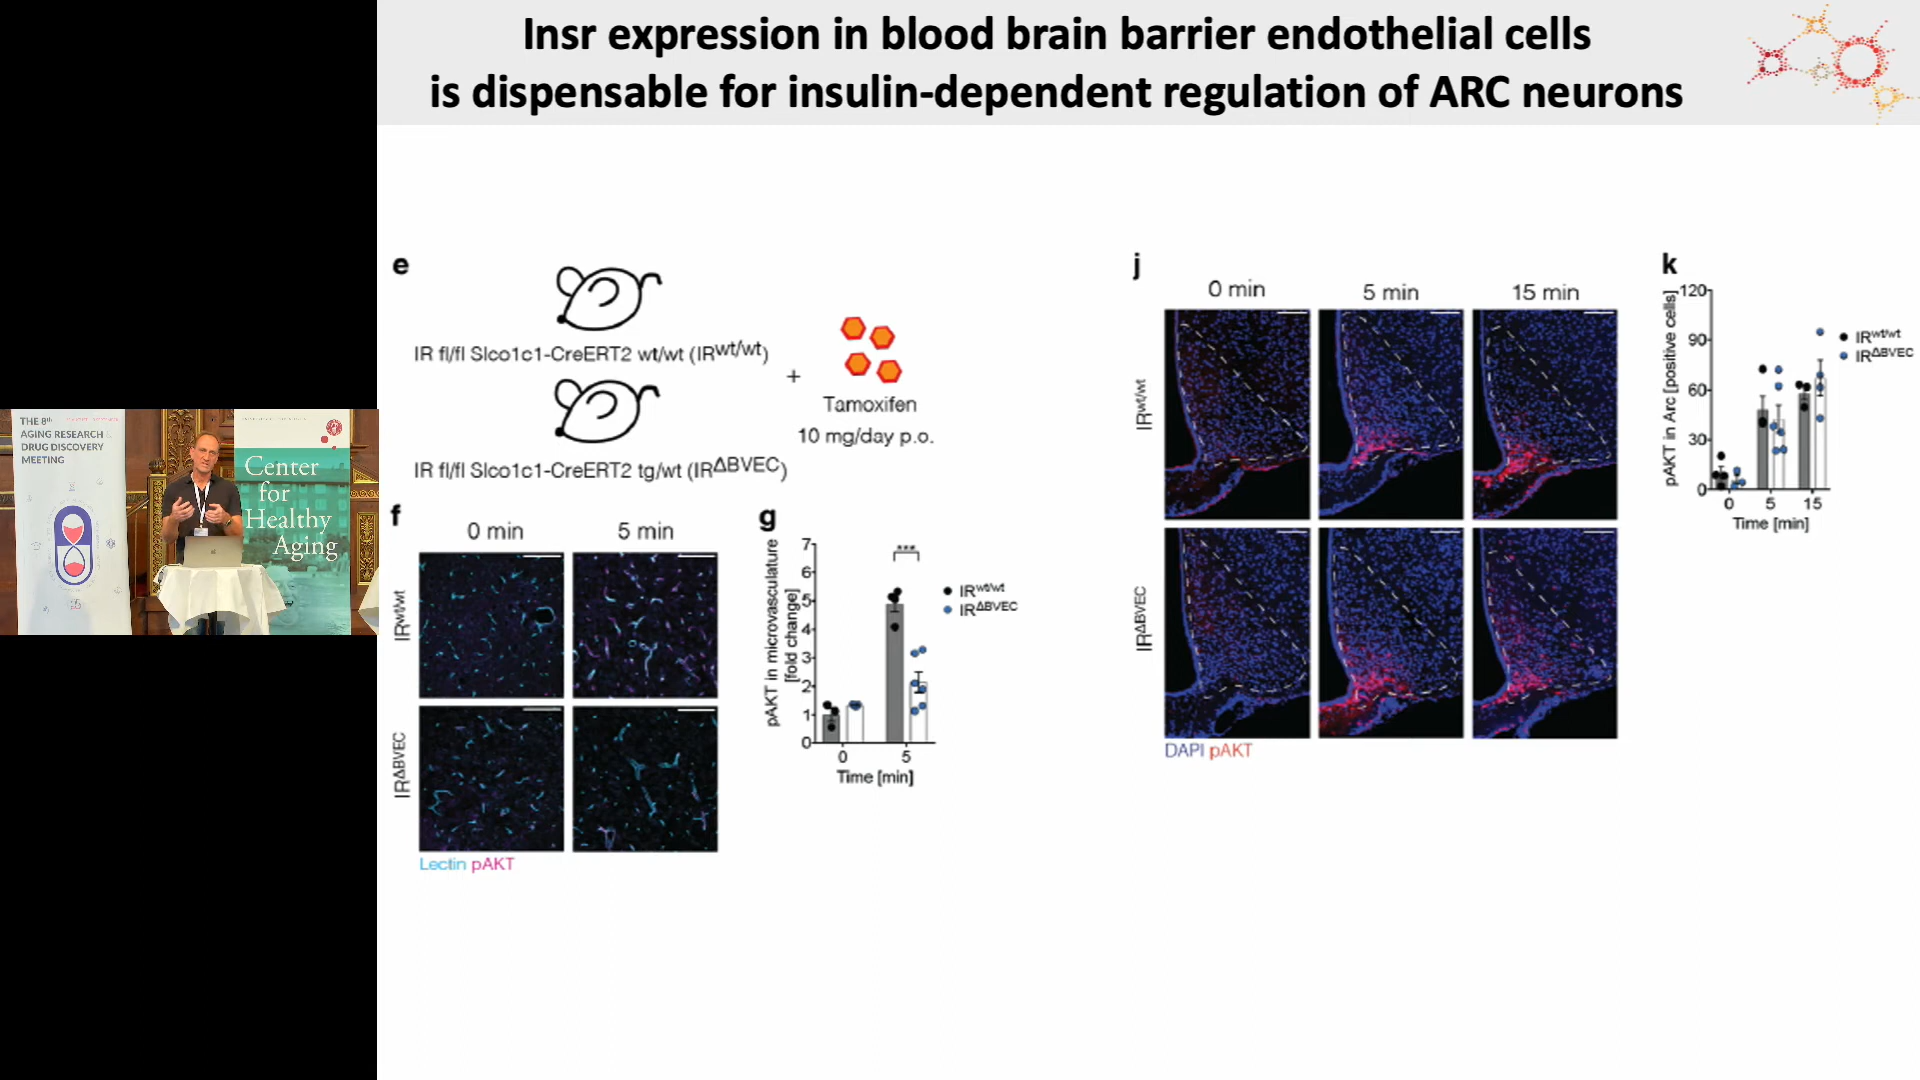 Insr expression in blood brain barrier endothelial cells
is dispensable for insulin-dependent regulation of ARC neurons
e
IR fl/fl Slco1c1-CreERT2 wt/wt (IRwt/wt)
IR fl/fl Slco1c1-CreERT2 tg/wt (IRΔBVEC)
+
Tamoxifen
10 mg/day p.o.
f
0 min
5 min
IRwt/wt
IRΔBVEC
Lectin pAKT
g
pAKT in microvasculature
[fold change]
7
6
5
4
3
2
1
0
***
IRwt/wt
IRΔBVEC
0
5
Time [min]
j
0 min
5 min
15 min
IRwt/wt
IRΔBVEC
DAPI pAKT
k
pAKT in Arc [positive cells]
120
90
60
30
0
IRwt/wt
IRΔBVEC
0
5
15
Time [min]
THE 8th
AGING RESEARCH
DRUG DISCOVERY
MEETING
Center
for
Healthy
Aging